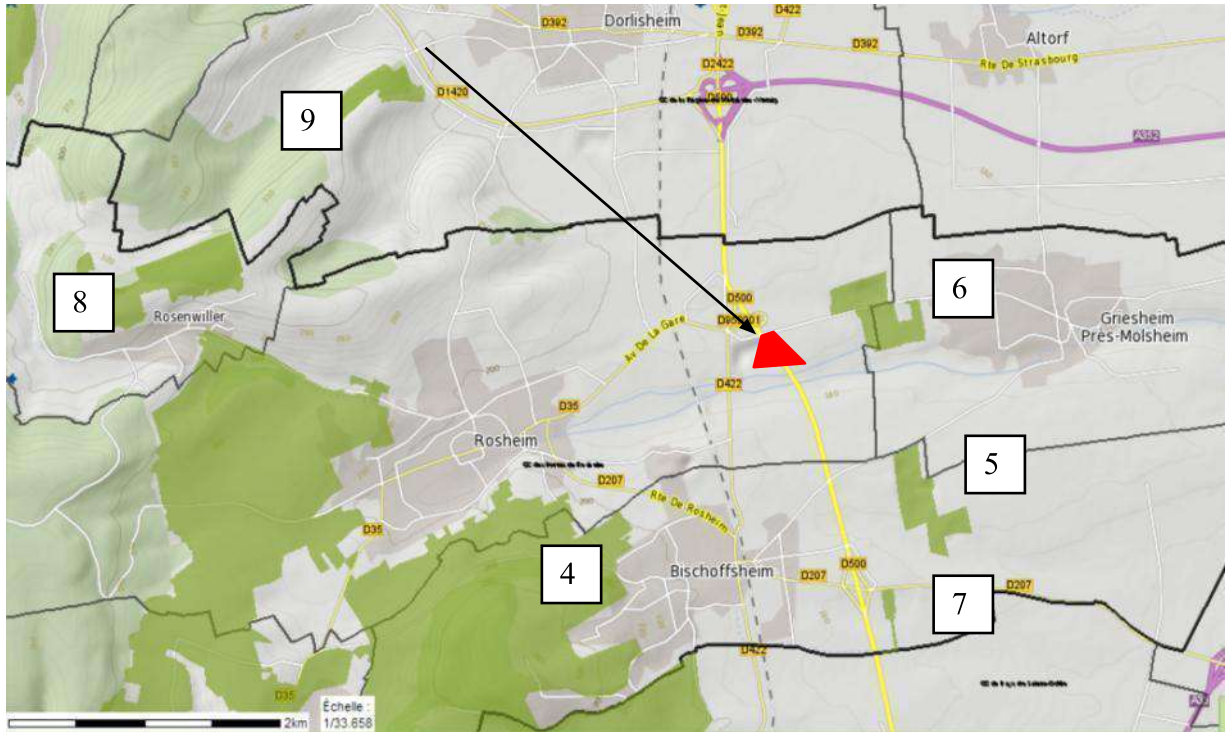 D392
Dorlisheim
D422
t Jean
D392
D392
Altorf
Rte De Strasbourg
D2422
D1420
D500
A352
9
8
Rosenwiller
6
D500
Griesheim
Près-Molsheim
Av De La Gare
D422
D35
Rosheim
D207
Rte De Rosheim
5
D35
4
Bischoffsheim
D207
D500
D207
7
D422
D35
2km
Échelle :
1/33.658